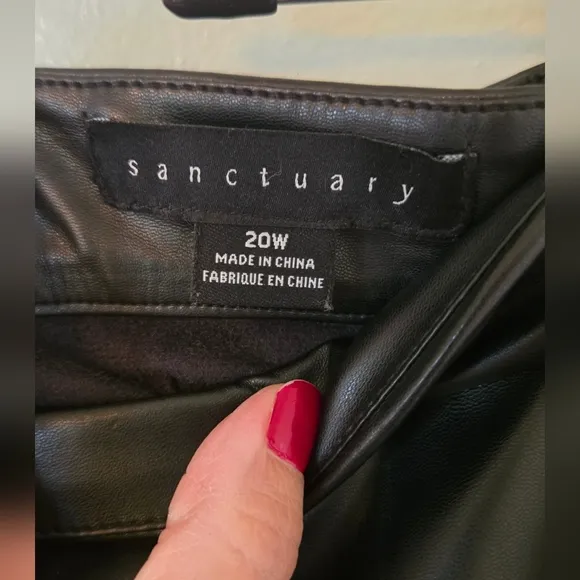 sanctuary
20W
MADE IN CHINA
FABRIQUE EN CHINE